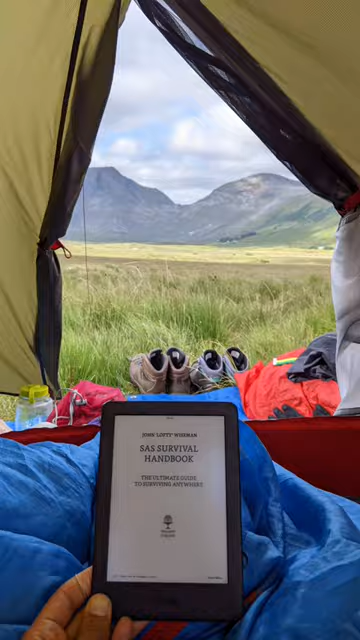 JOHN 'LOFTY' WISEMAN
SAS SURVIVAL
HANDBOOK
THE ULTIMATE GUIDE
TO SURVIVING ANYWHERE